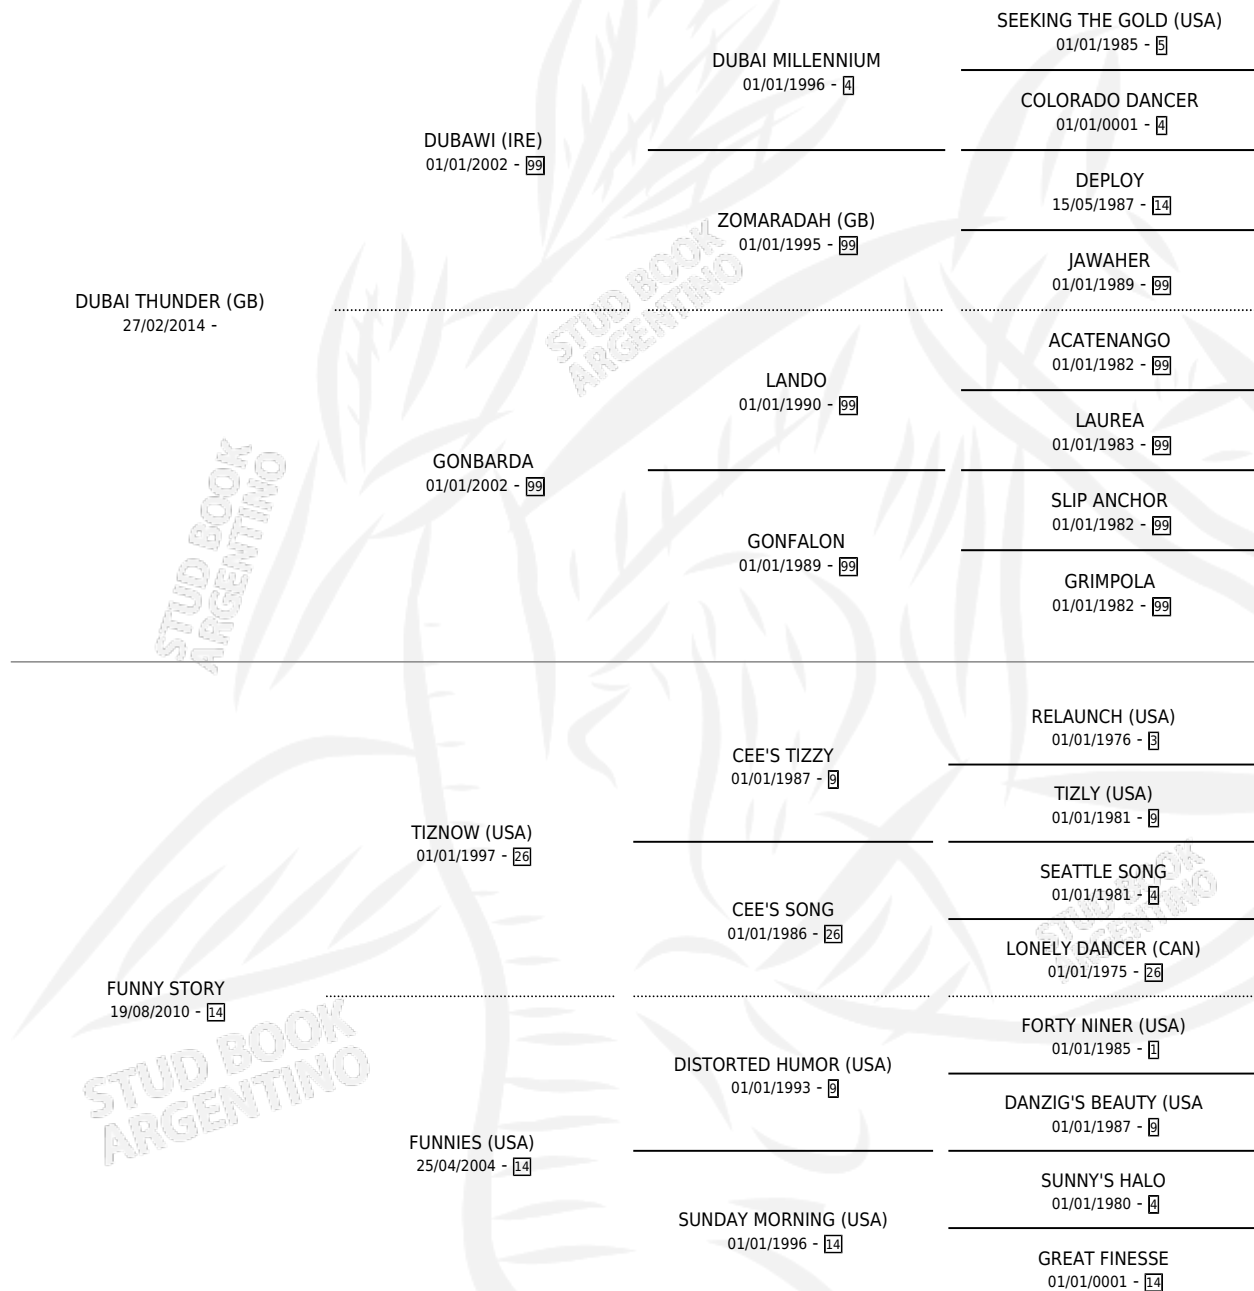 SEEKING THE GOLD (USA)
01/01/1985 - 5
DUBAI MILLENNIUM
01/01/1996 - 4
COLORADO DANCER
01/01/0001 - 4
DUBAWI (IRE)
01/01/2002 - 99
DEPLOY
15/05/1987 - 14
ZOMARADAH (GB)
01/01/1995 - 99
JAWAHER
01/01/1989 - 99
DUBAI THUNDER (GB)
27/02/2014 -
STUD BOOK
ARGENTINO
ACATENANGO
01/01/1982 - 99
LANDO
01/01/1990 - 99
LAUREA
01/01/1983 - 99
GONBARDA
01/01/2002 - 99
SLIP ANCHOR
01/01/1982 - 99
GONFALON
01/01/1989 - 99
GRIMPOLA
01/01/1982 - 99
STUD BOOK
ARGENTINO
RELAUNCH (USA)
01/01/1976 - 3
CEE'S TIZZY
01/01/1987 - 9
TIZLY (USA)
01/01/1981 - 9
TIZNOW (USA)
01/01/1997 - 26
SEATTLE SONG
01/01/1981 - 4
CEE'S SONG
01/01/1986 - 26
LONELY DANCER (CAN)
01/01/1975 - 26
STUD BOOK
ARGENTINO
FUNNY STORY
19/08/2010 - 14
FORTY NINER (USA)
01/01/1985 - 1
DISTORTED HUMOR (USA)
01/01/1993 - 9
DANZIG'S BEAUTY (USA
01/01/1987 - 9
FUNNIES (USA)
25/04/2004 - 14
SUNNY'S HALO
01/01/1980 - 4
SUNDAY MORNING (USA)
01/01/1996 - 14
GREAT FINESSE
01/01/0001 - 14
STUD BOOK
ARGENTINO